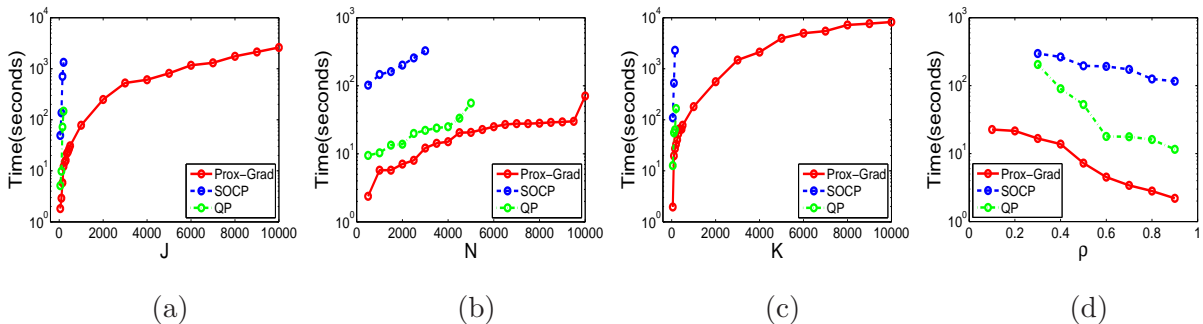 10^4
10^3
10^2
10^1
10^0
Time(seconds)
0 2000 4000 6000 8000 10000
J
Prox-Grad
SOCP
QP
(a)
10^3
10^2
10^1
10^0
Time(seconds)
0 2000 4000 6000 8000 10000
N
Prox-Grad
SOCP
QP
(b)
10^4
10^3
10^2
10^1
10^0
Time(seconds)
0 2000 4000 6000 8000 10000
K
Prox-Grad
SOCP
QP
(c)
10^3
10^2
10^1
10^0
Time(seconds)
0 0.2 0.4 0.6 0.8 1
ρ
Prox-Grad
SOCP
QP
(d)